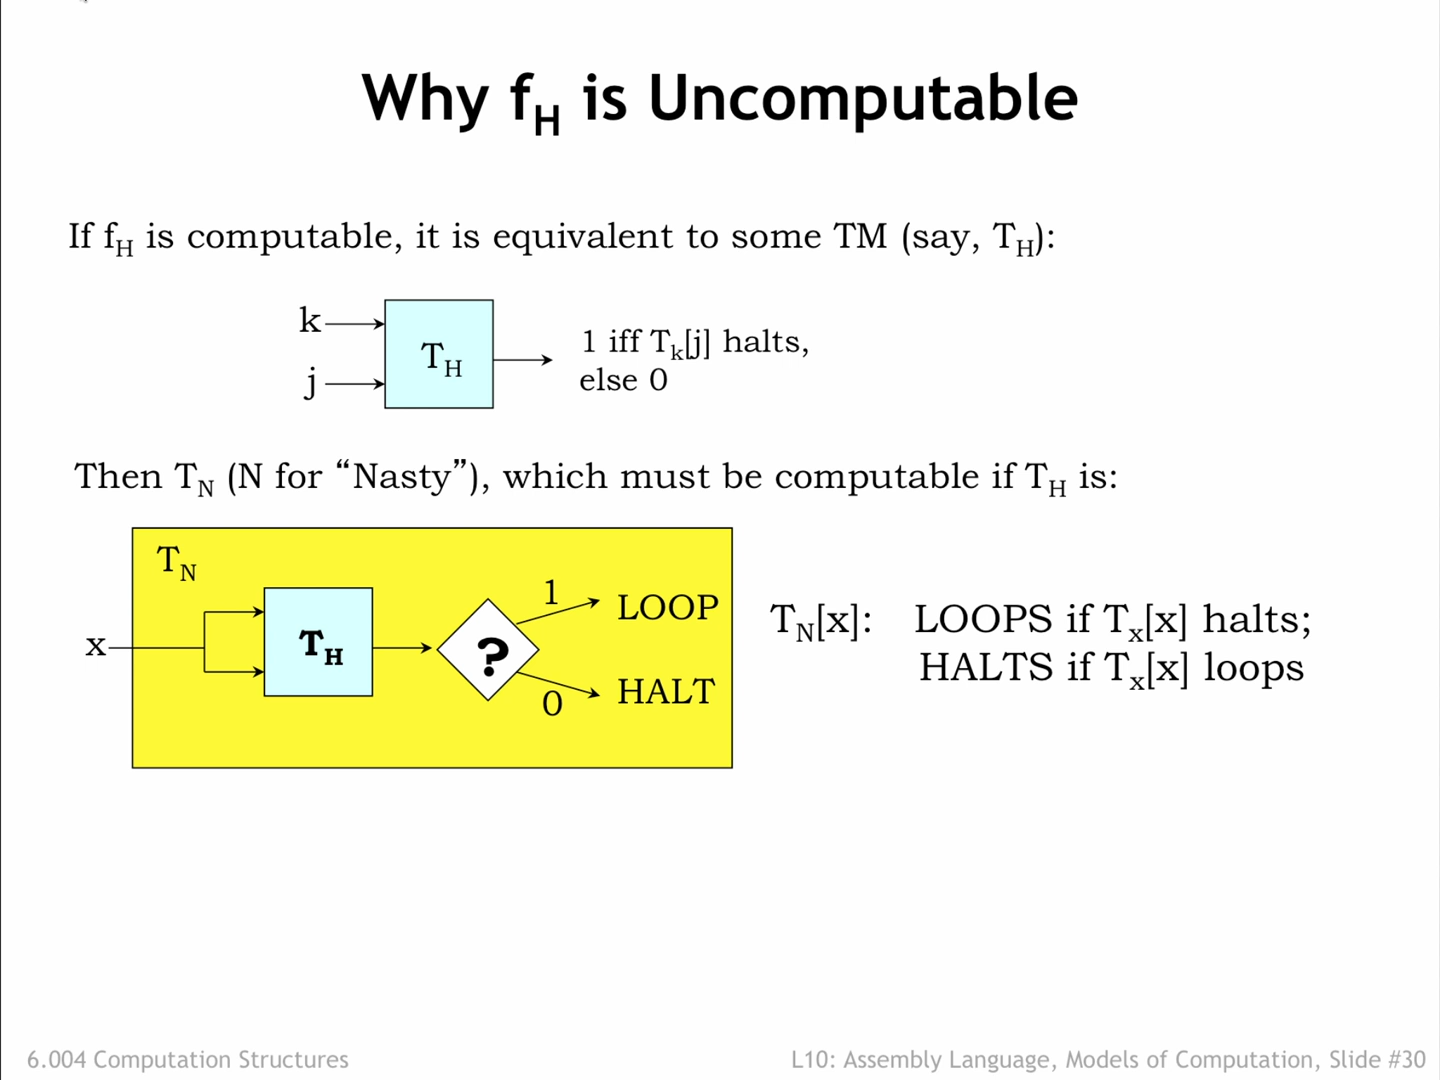 Why fH is Uncomputable
If fH is computable, it is equivalent to some TM (say, TH):
k
j
TH
1 iff Tk[j] halts,
else 0
Then TN (N for “Nasty”), which must be computable if TH is:
TN
x
TH
?
1
LOOP
0
HALT
TN[x]: LOOPS if Tx[x] halts;
HALTS if Tx[x] loops
6.004 Computation Structures
L10: Assembly Language, Models of Computation, Slide #30